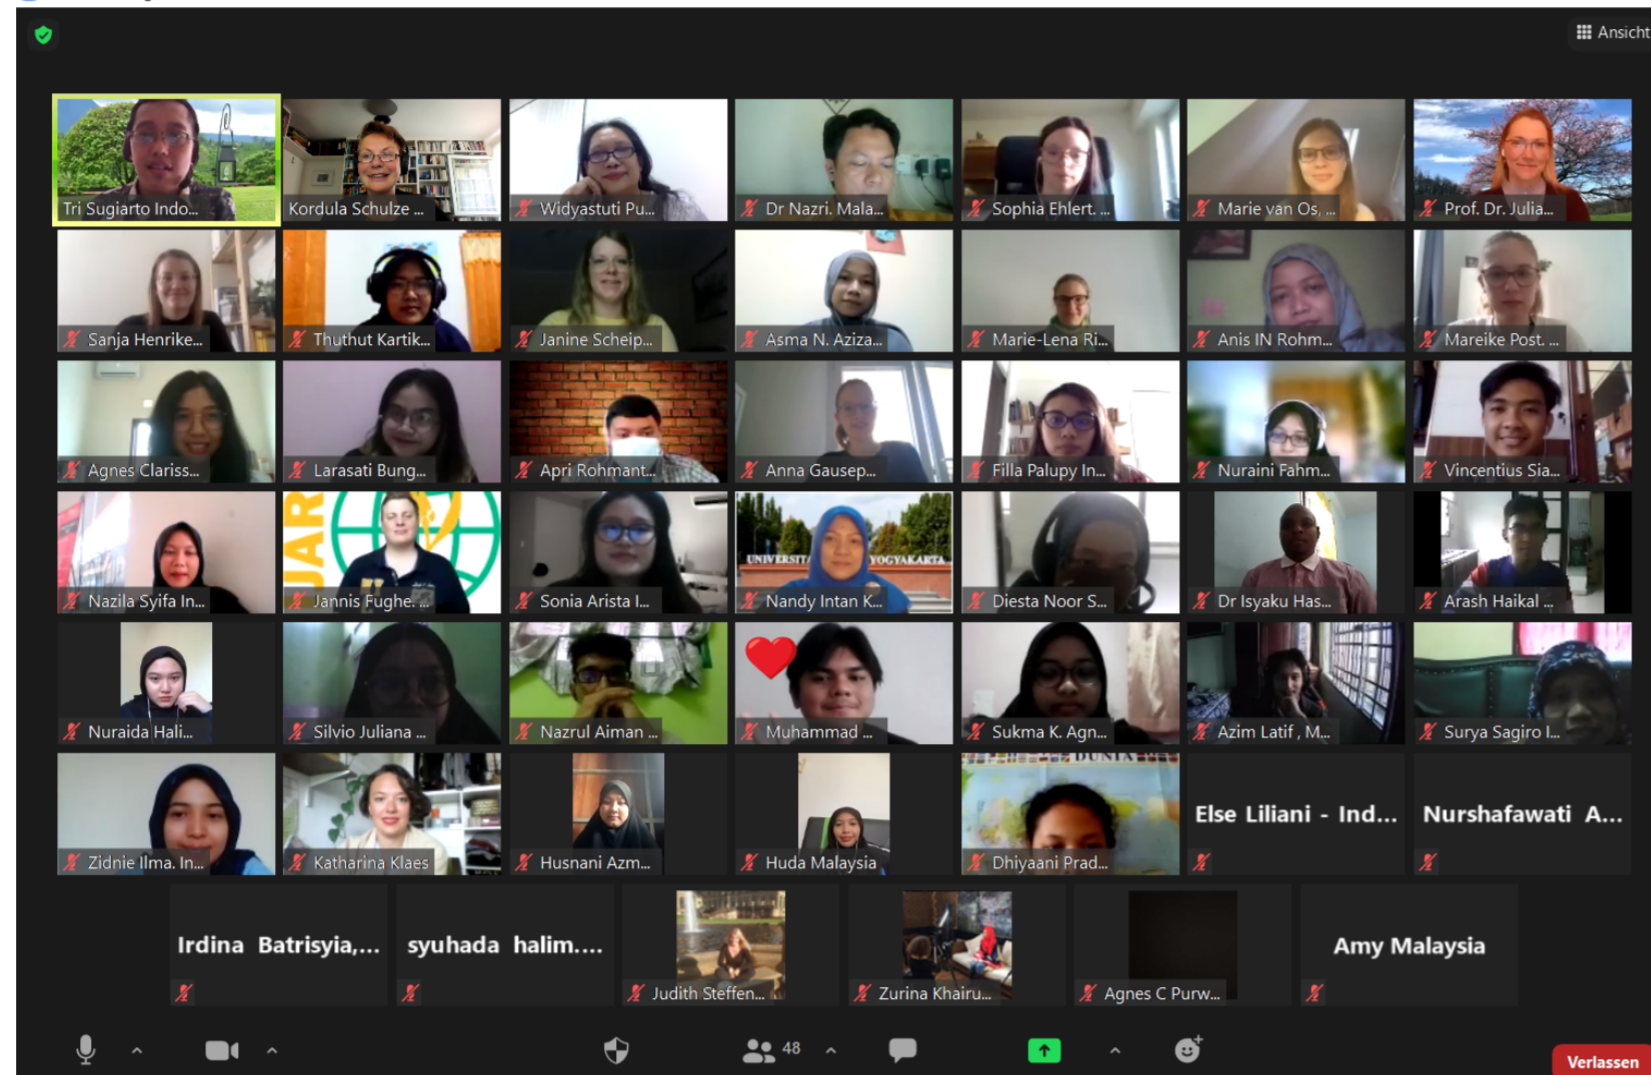 Ansicht
Tri Sugiarto Indo...
Kordula Schulze ...
Widyastuti Pu...
Dr Nazri. Mala...
Sophia Ehlert. ...
Marie van Os, ...
Prof. Dr. Julia...
Sanja Henrike...
Thuthut Kartik...
Janine Scheip...
Asma N. Aziza...
Marie-Lena Ri...
Anis IN Rohm...
Mareike Post. ...
Agnes Clariss...
Larasati Bung...
Apri Rohmant...
Anna Gausep...
Filla Palupy In...
Nuraini Fahm...
Vincentius Sia...
JAR
UNIVERSIT
YOGYAKARTA
Nazila Syifa In...
Jannis Fughe. ...
Sonia Arista I...
Nandy Intan K...
Diesta Noor S...
Dr Isyaku Has...
Arash Haikal ...
Nuraida Hali...
Silvio Juliana ...
Nazrul Aiman ...
Muhammad ...
Sukma K. Agn...
Azim Latif , M...
Surya Sagiro I...
DUNIA
Zidnie Ilma. In...
Katharina Klaes
Husnani Azm...
Huda Malaysia
Dhiyaani Prad...
Else Liliani - Ind...
Nurshafawati A...
Irdina Batrisyia,...
syuhada halim....
Judith Steffen...
Zurina Khairu...
Agnes C Purw...
Amy Malaysia
48
Verlassen